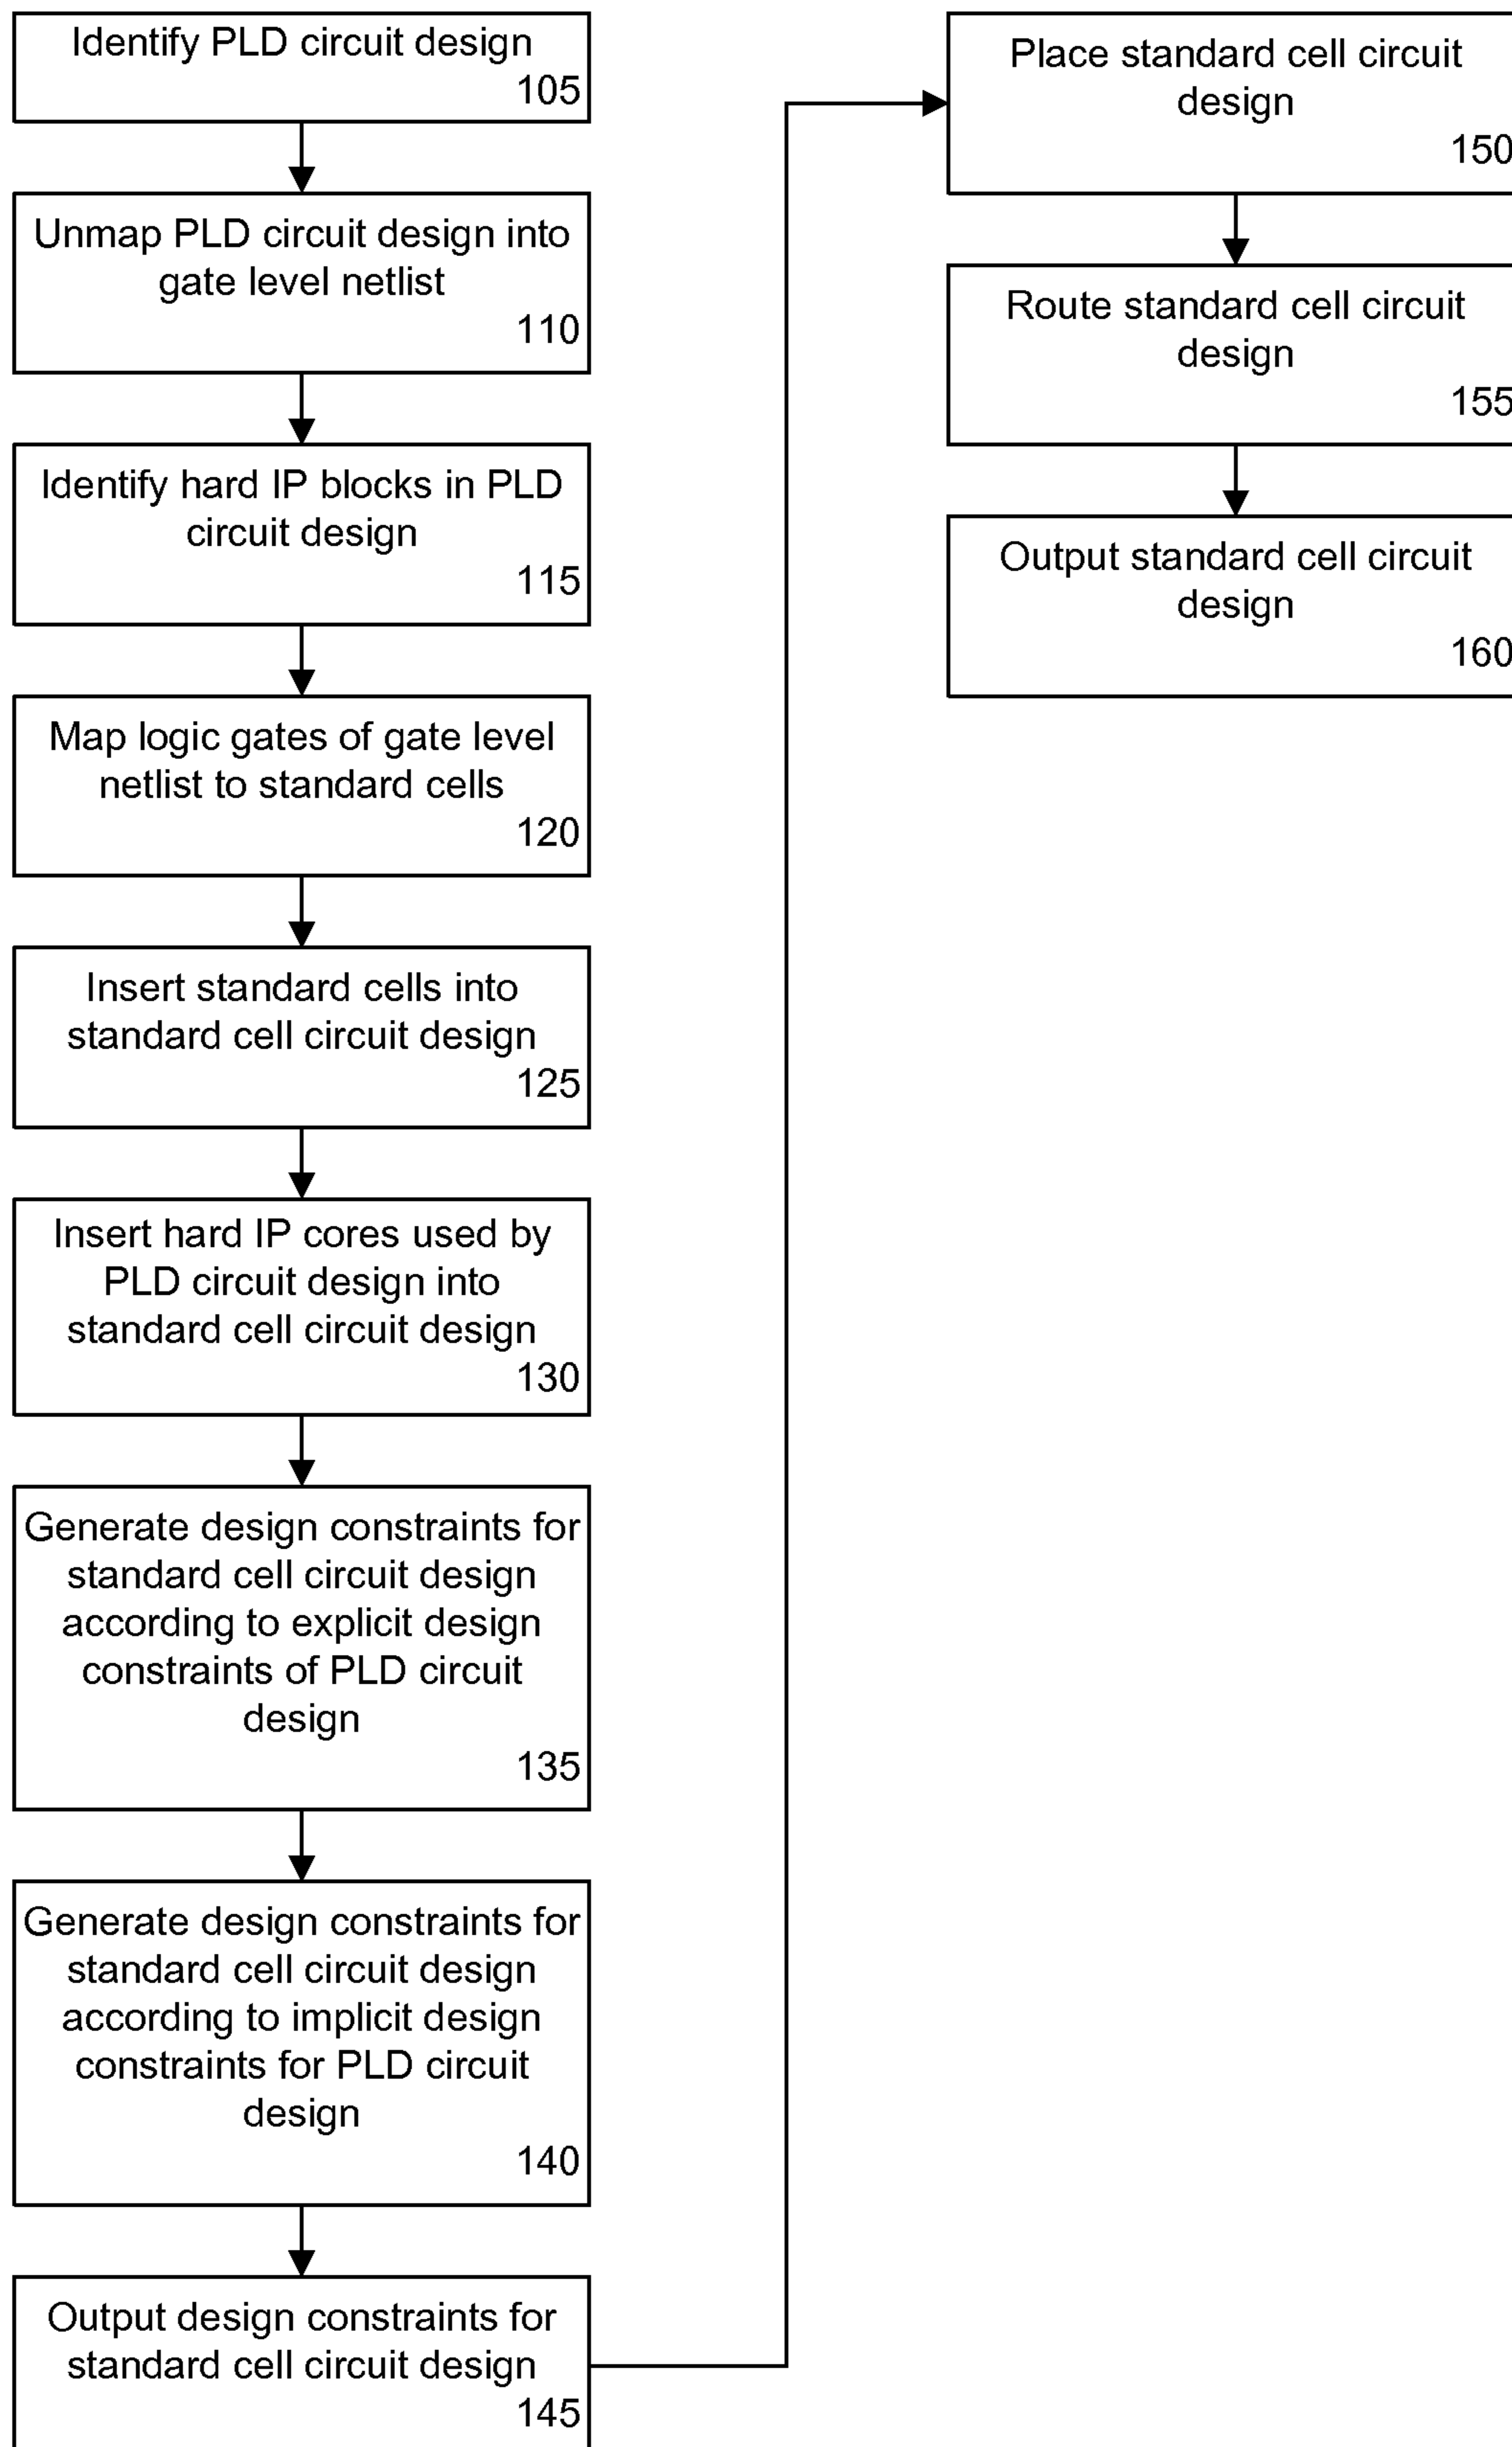 Identify PLD circuit design
105
Unmap PLD circuit design into
gate level netlist
110
Identify hard IP blocks in PLD
circuit design
115
Map logic gates of gate level
netlist to standard cells
120
Insert standard cells into
standard cell circuit design
125
Insert hard IP cores used by
PLD circuit design into
standard cell circuit design
130
Generate design constraints for
standard cell circuit design
according to explicit design
constraints of PLD circuit
design
135
Generate design constraints for
standard cell circuit design
according to implicit design
constraints for PLD circuit
design
140
Output design constraints for
standard cell circuit design
145
Place standard cell circuit
design
150
Route standard cell circuit
design
155
Output standard cell circuit
design
160